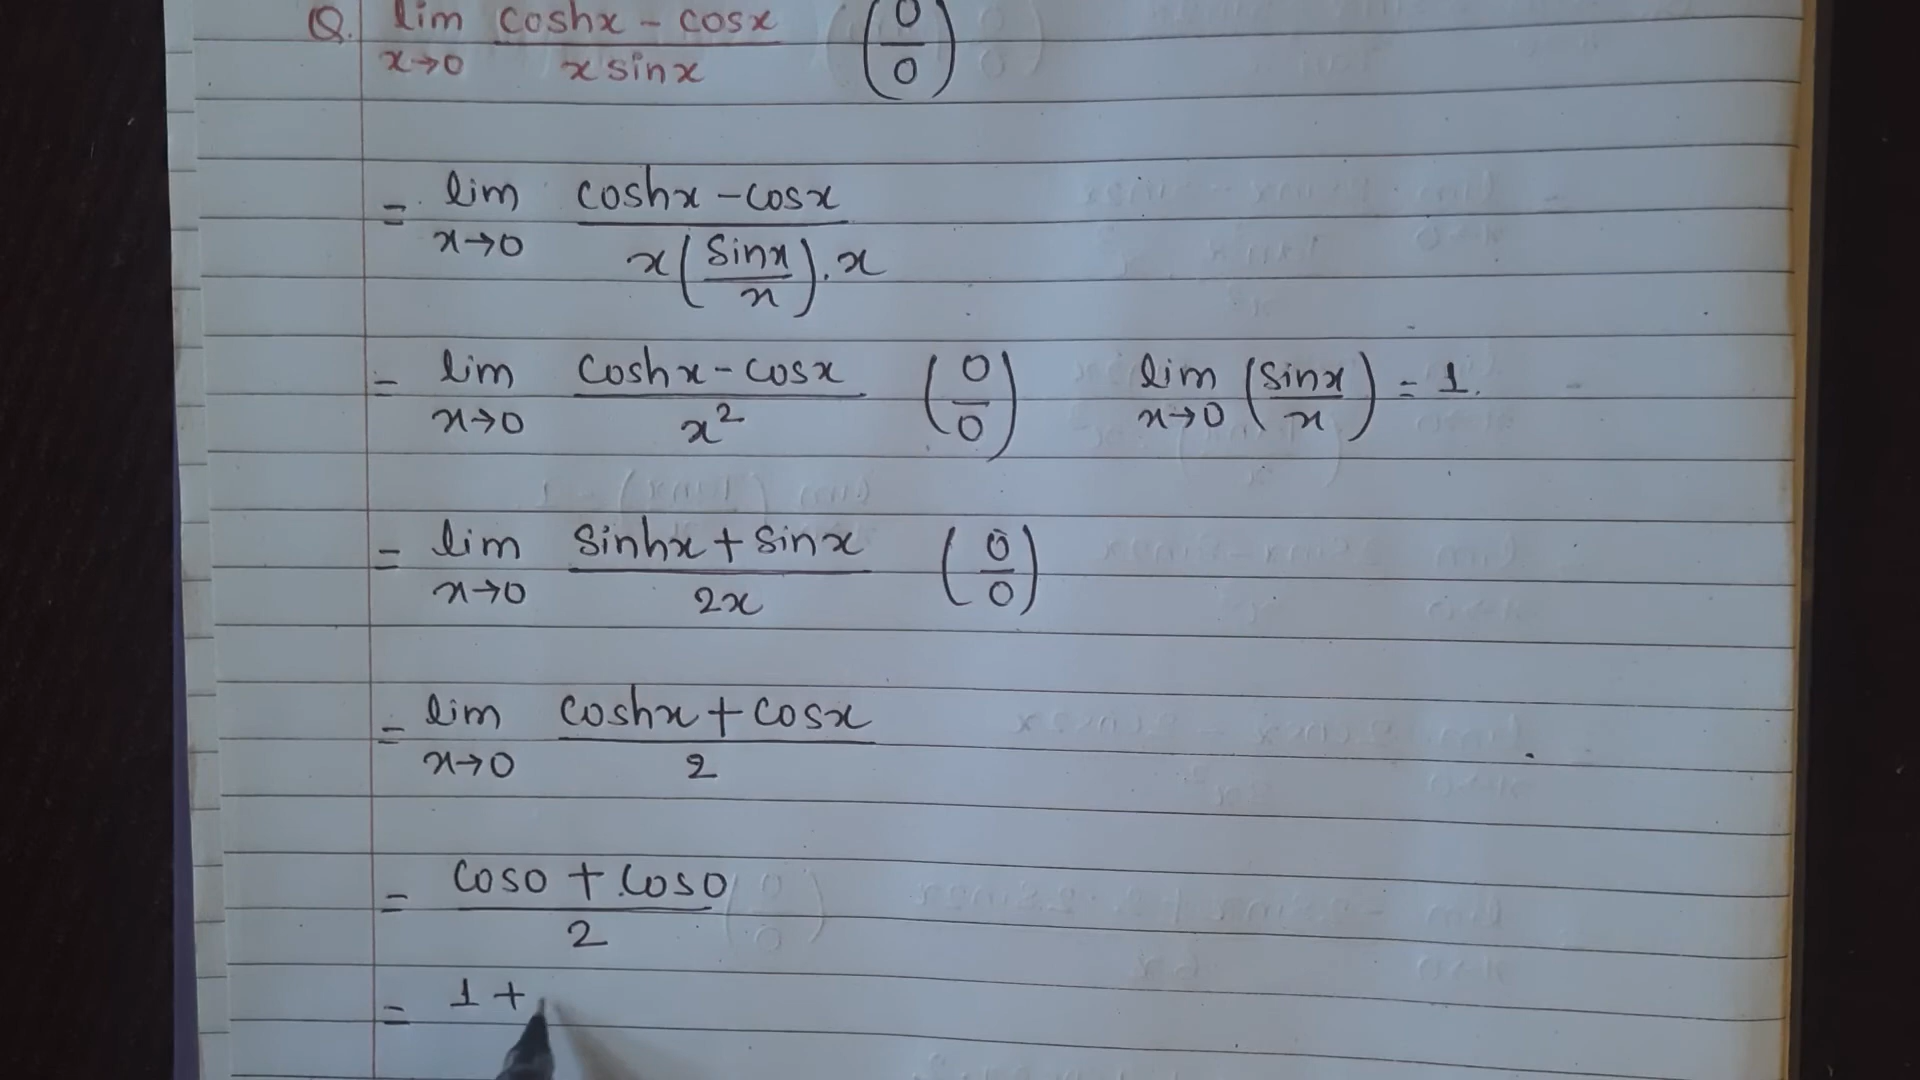 Q. lim coshx - cosx (0/0)
x→0 x sinx
= lim coshx - cosx
x→0 x(sinx/x).x
= lim coshx - cosx (0/0) lim (sinx/x) = 1.
x→0 x² x→0
= lim sinhx + sinx (0/0)
x→0 2x
= lim coshx + cosx
x→0 2
= cos0 + cos0
2
= 1 +